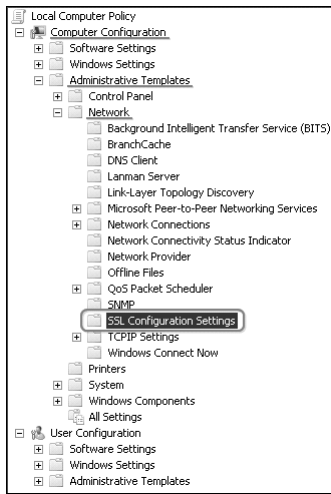 Local Computer Policy
Computer Configuration
Software Settings
Windows Settings
Administrative Templates
Control Panel
Network
Background Intelligent Transfer Service (BITS)
BranchCache
DNS Client
Lanman Server
Link-Layer Topology Discovery
Microsoft Peer-to-Peer Networking Services
Network Connections
Network Connectivity Status Indicator
Network Provider
Offline Files
QoS Packet Scheduler
SNMP
SSL Configuration Settings
TCPIP Settings
Windows Connect Now
Printers
System
Windows Components
All Settings
User Configuration
Software Settings
Windows Settings
Administrative Templates